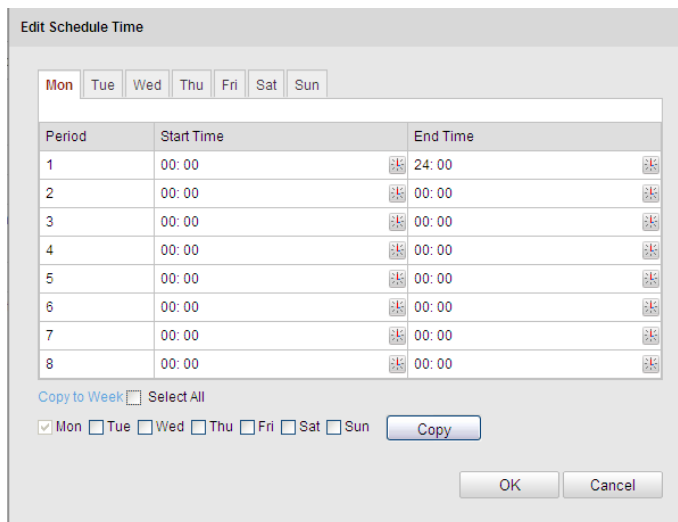 Edit Schedule Time
Mon Tue Wed Thu Fri Sat Sun
Period Start Time End Time
1 00: 00 24: 00
2 00: 00 00: 00
3 00: 00 00: 00
4 00: 00 00: 00
5 00: 00 00: 00
6 00: 00 00: 00
7 00: 00 00: 00
8 00: 00 00: 00
Copy to Week Select All
Mon Tue Wed Thu Fri Sat Sun Copy
OK Cancel